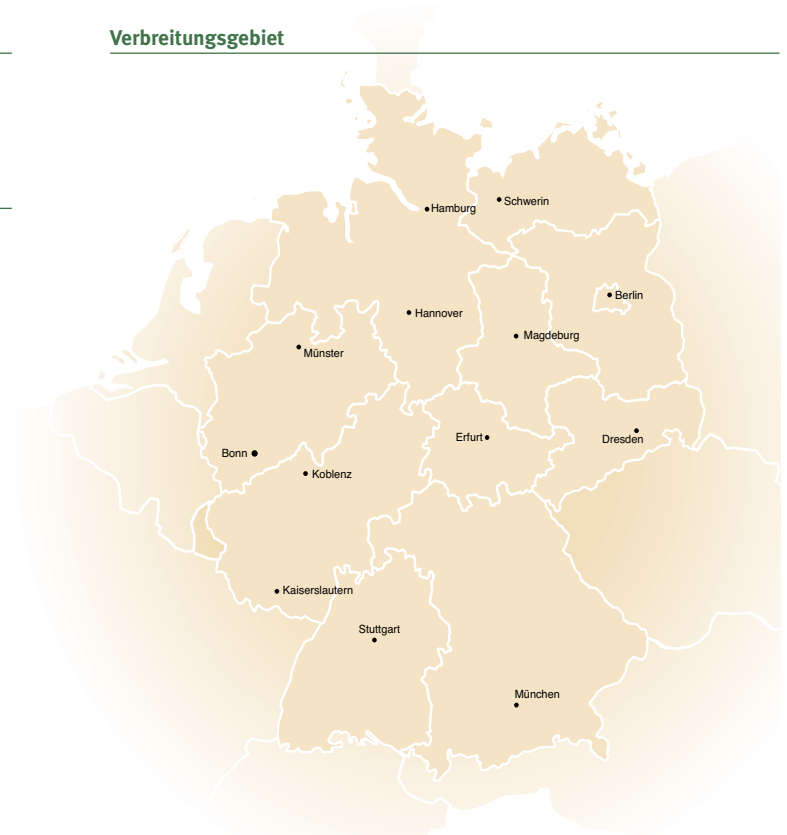 Verbreitungsgebiet
Schwerin
Hamburg
Berlin
Hannover
Magdeburg
Münster
Erfurt
Dresden
Bonn
Koblenz
Kaiserslautern
Stuttgart
München